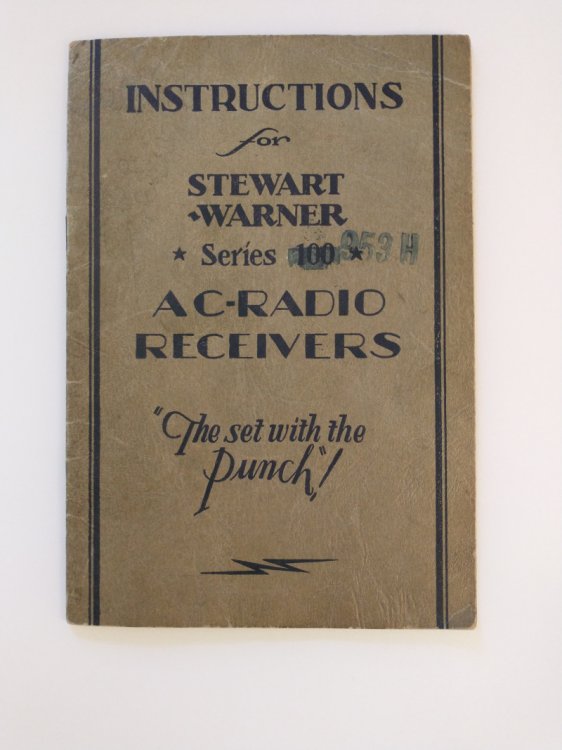 INSTRUCTIONS
for
STEWART
-WARNER
★ Series 100 953 H ★
AC-RADIO
RECEIVERS
"The set with the
punch"!